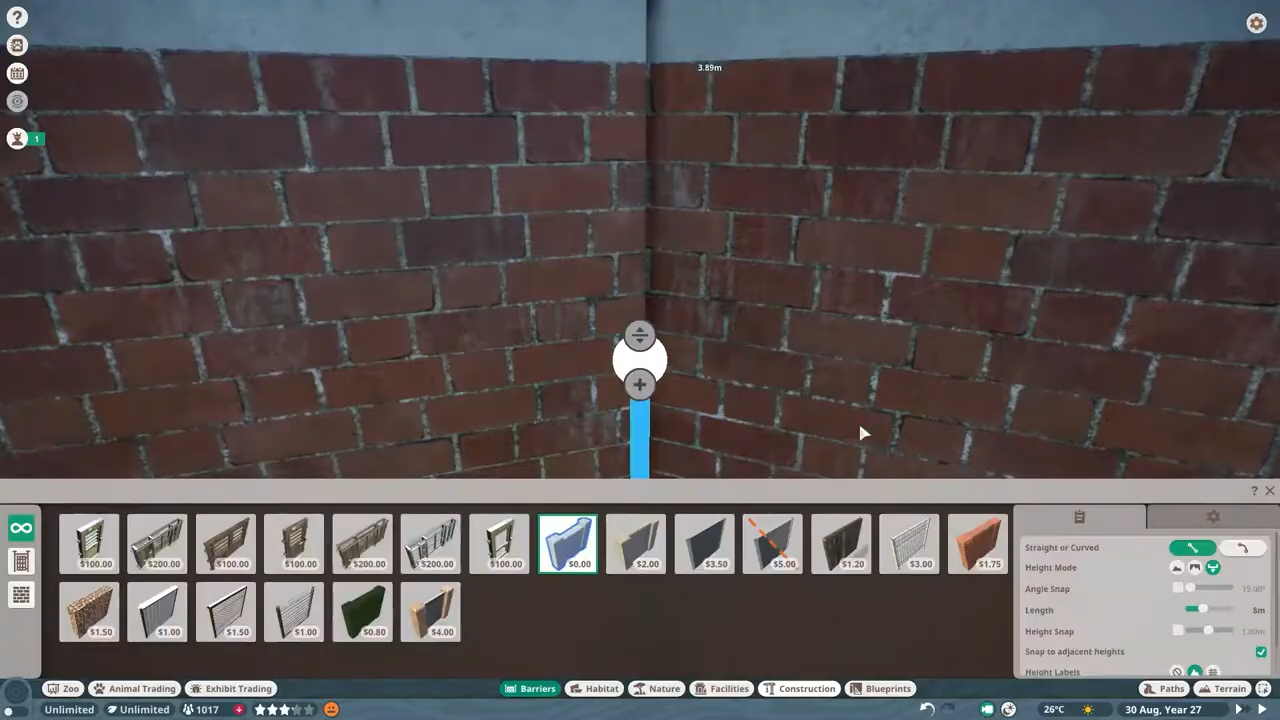 ?
3.89m
1
? ×
$100.00 $200.00 $100.00 $100.00 $200.00 $200.00 $100.00 $0.00 $2.00 $3.50 $5.00 $1.20 $3.00 $1.75
$1.50 $1.00 $1.50 $1.00 $0.80 $4.00
Straight or Curved
Height Mode
Angle Snap 15.00°
Length 8m
Height Snap 1.00m
Snap to adjacent heights
Height Labels
Zoo Animal Trading Exhibit Trading Barriers Habitat Nature Facilities Construction Blueprints Paths Terrain
Unlimited Unlimited 1017 26°C 30 Aug, Year 27